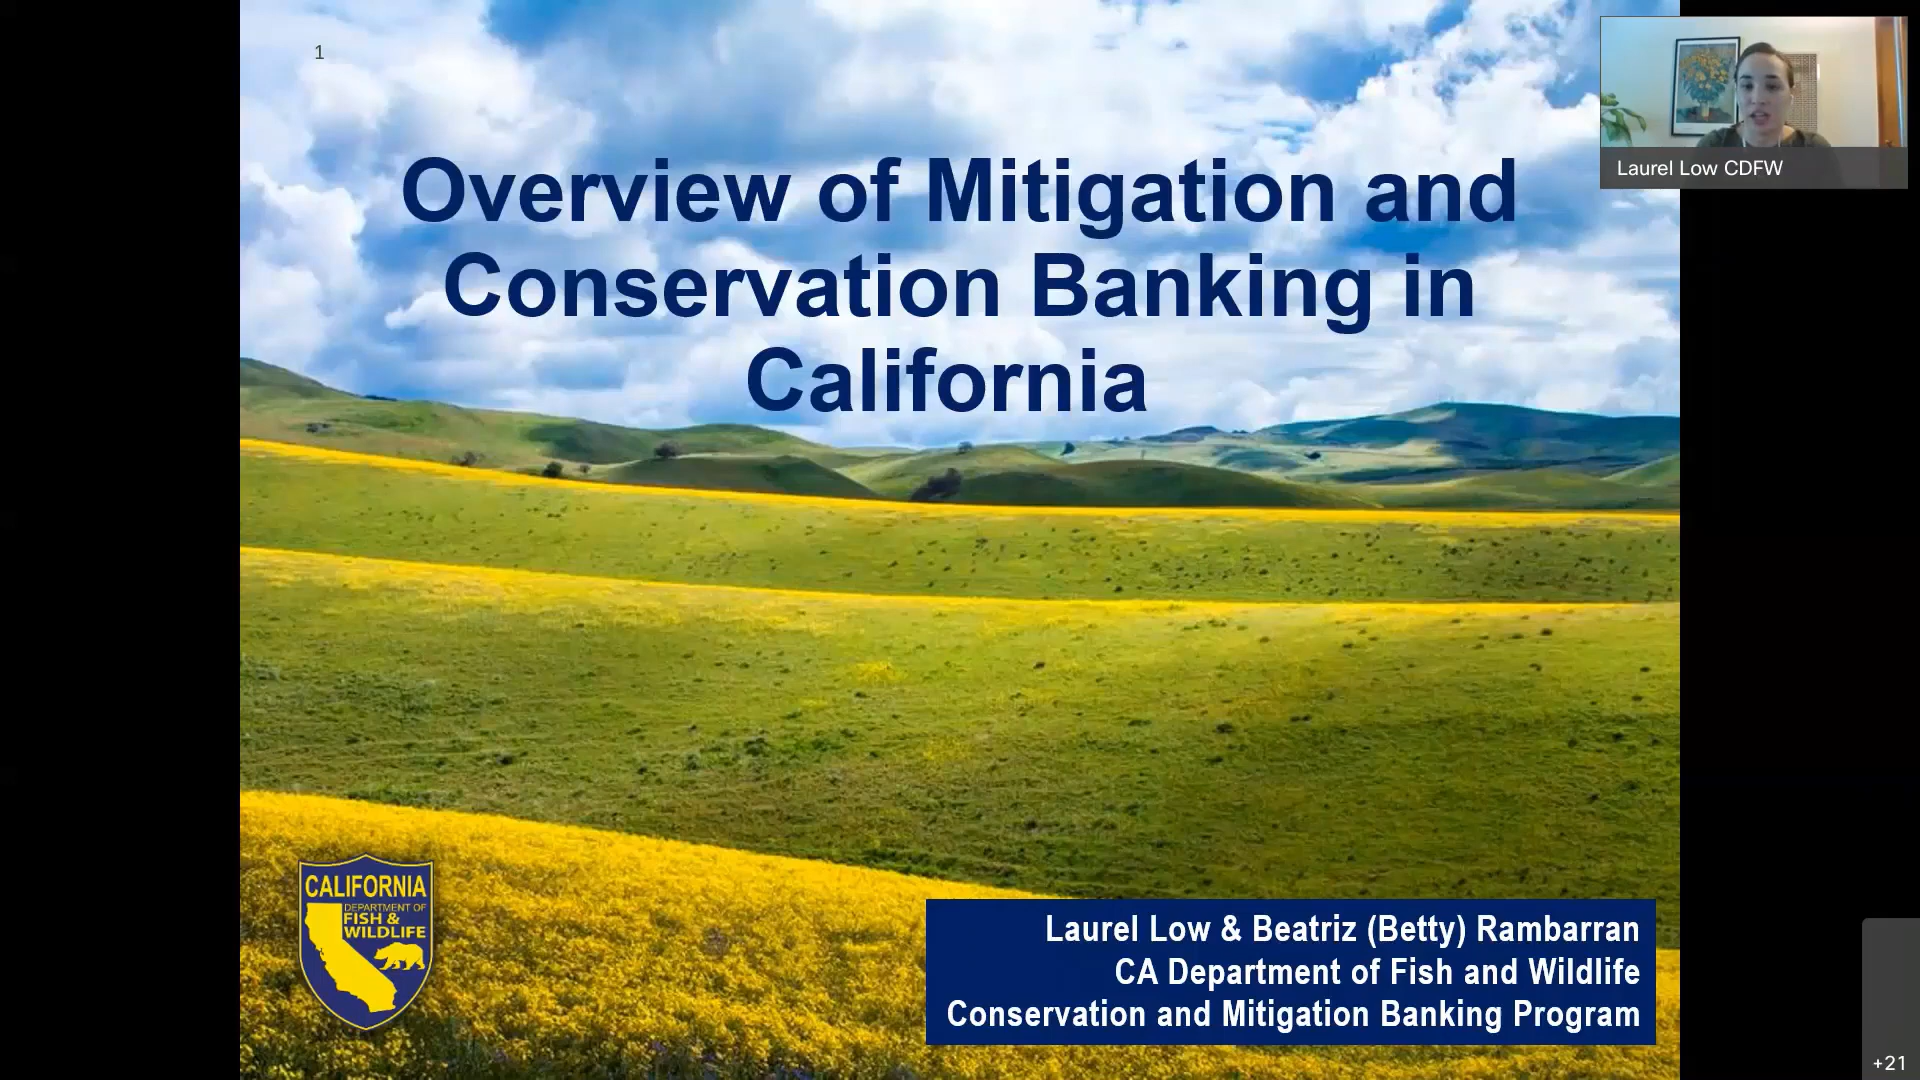 1
Overview of Mitigation and
Conservation Banking in
California
Laurel Low CDFW
CALIFORNIA
DEPARTMENT OF
FISH &
WILDLIFE
Laurel Low & Beatriz (Betty) Rambarran
CA Department of Fish and Wildlife
Conservation and Mitigation Banking Program
+21